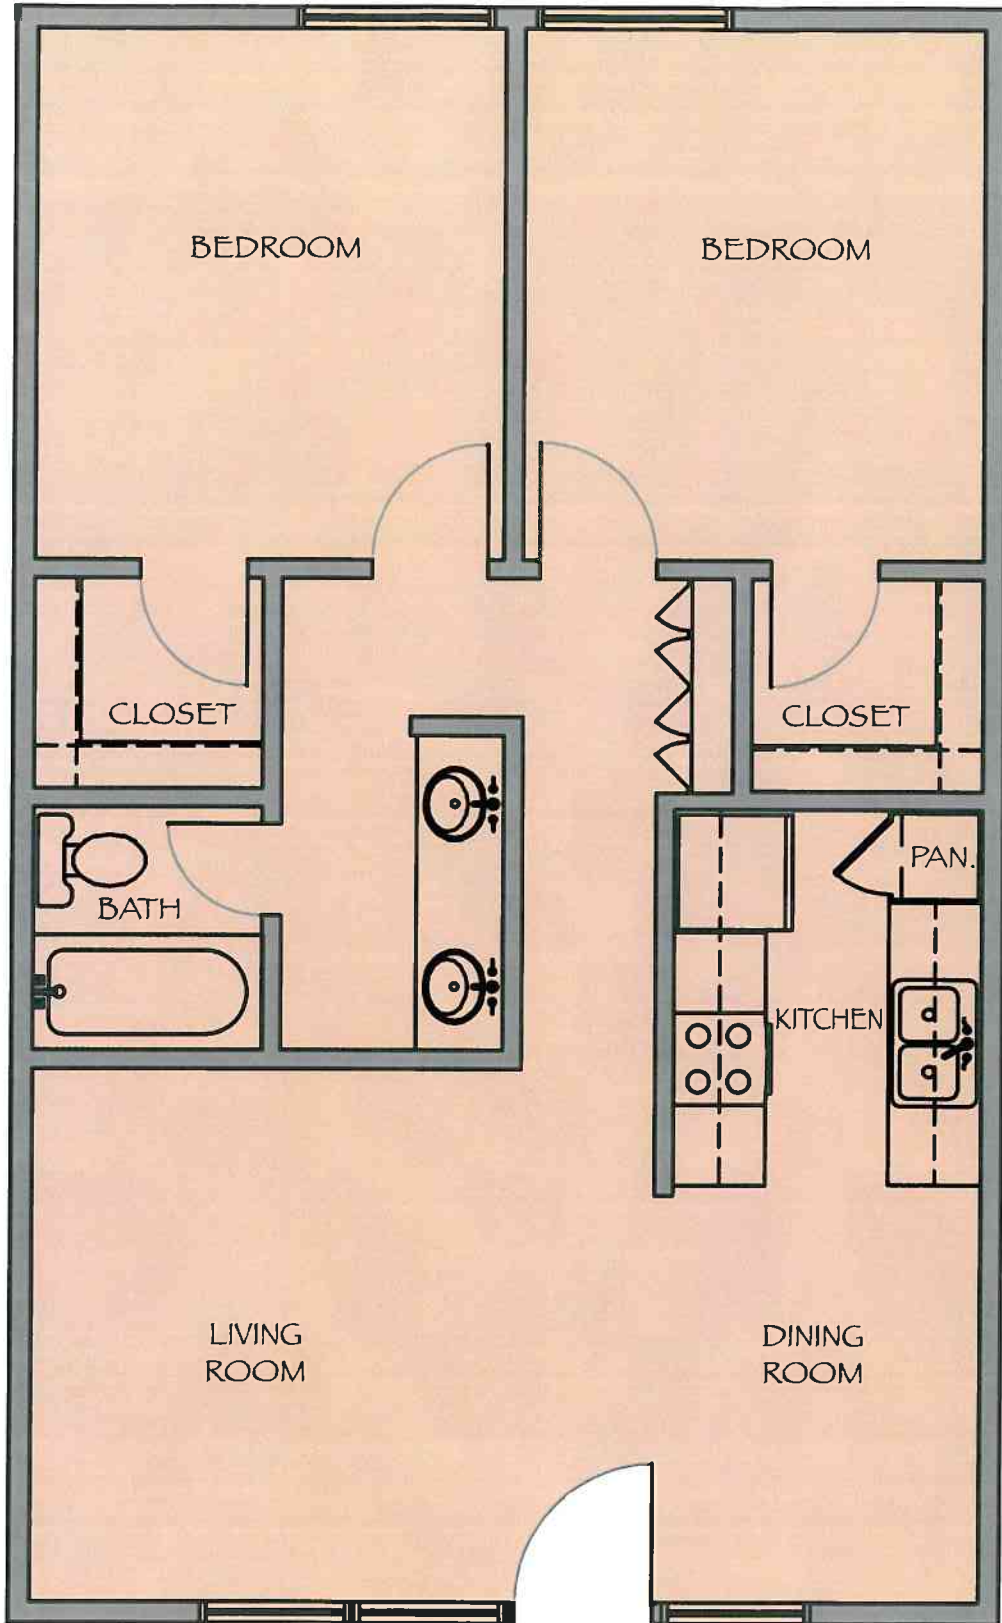 BEDROOM
BEDROOM
CLOSET
CLOSET
BATH
PAN.
KITCHEN
LIVING
ROOM
DINING
ROOM